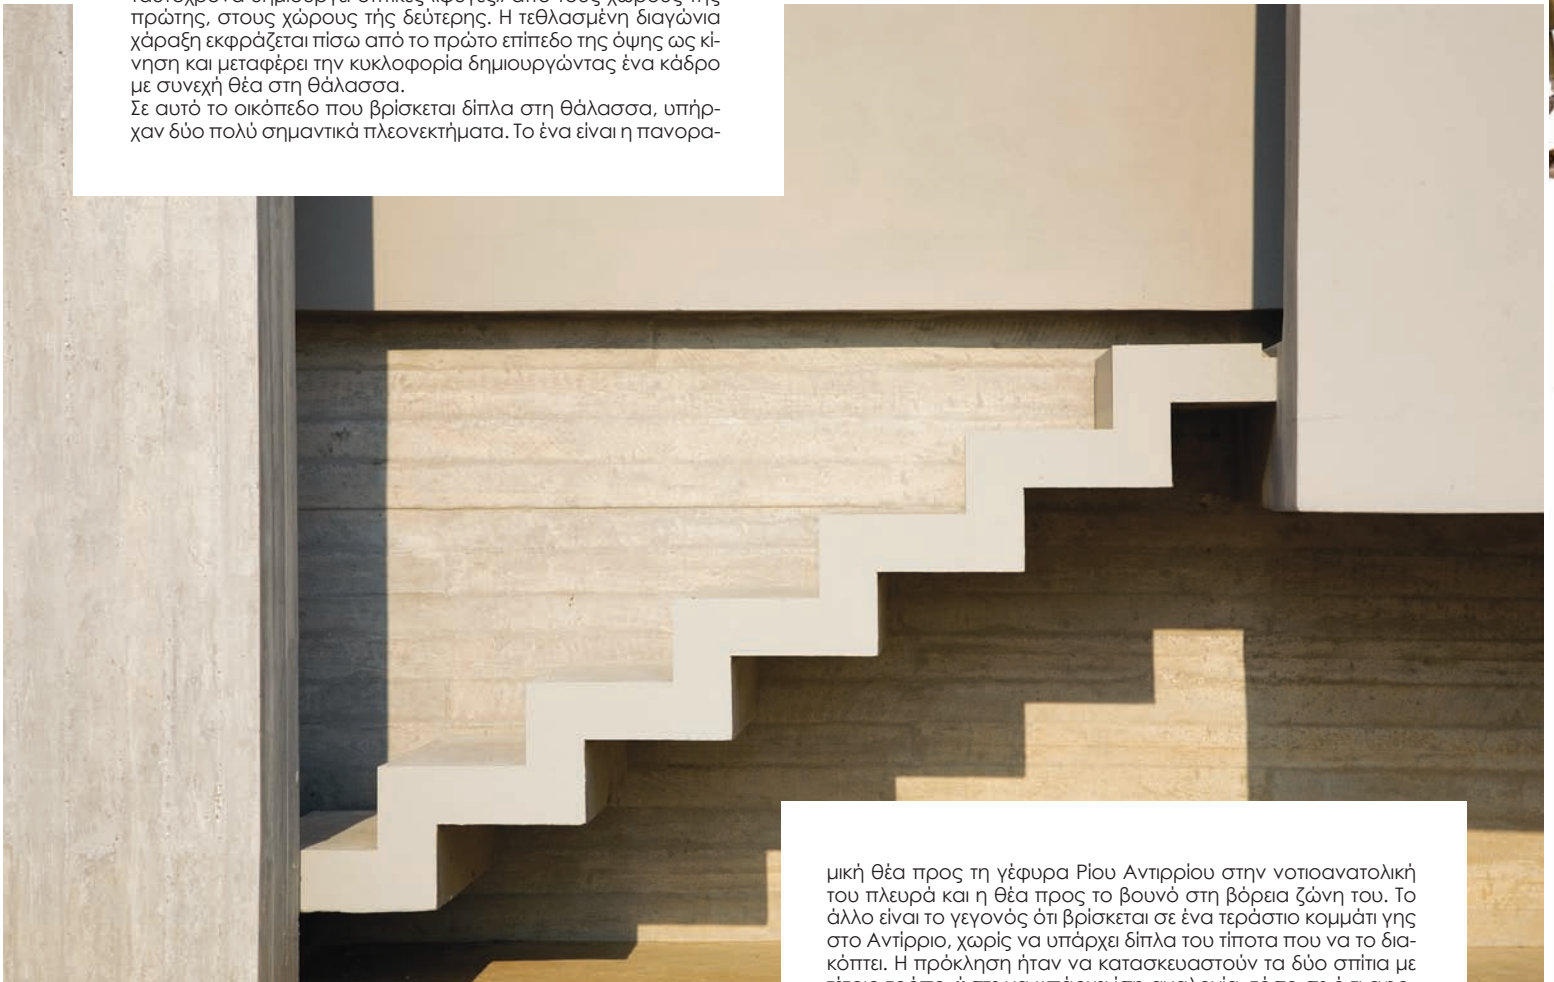 πρώτης, στους χώρους τής δεύτερης. Η τεθλασμένη διαγώνια
χάραξη εκφράζεται πίσω από το πρώτο επίπεδο της όψης ως κί-
νηση και μεταφέρει την κυκλοφορία δημιουργώντας ένα κάδρο
με συνεχή θέα στη θάλασσα.
Σε αυτό το οικόπεδο που βρίσκεται δίπλα στη θάλασσα, υπήρ-
χαν δύο πολύ σημαντικά πλεονεκτήματα. Το ένα είναι η πανορα-
μική θέα προς τη γέφυρα Ρίου Αντιρρίου στην νοτιοανατολική
του πλευρά και η θέα προς το βουνό στη βόρεια ζώνη του. Το
άλλο είναι το γεγονός ότι βρίσκεται σε ένα τεράστιο κομμάτι γης
στο Αντίρριο, χωρίς να υπάρχει δίπλα του τίποτα που να το δια-
κόπτει. Η πρόκληση ήταν να κατασκευαστούν τα δύο σπίτια με